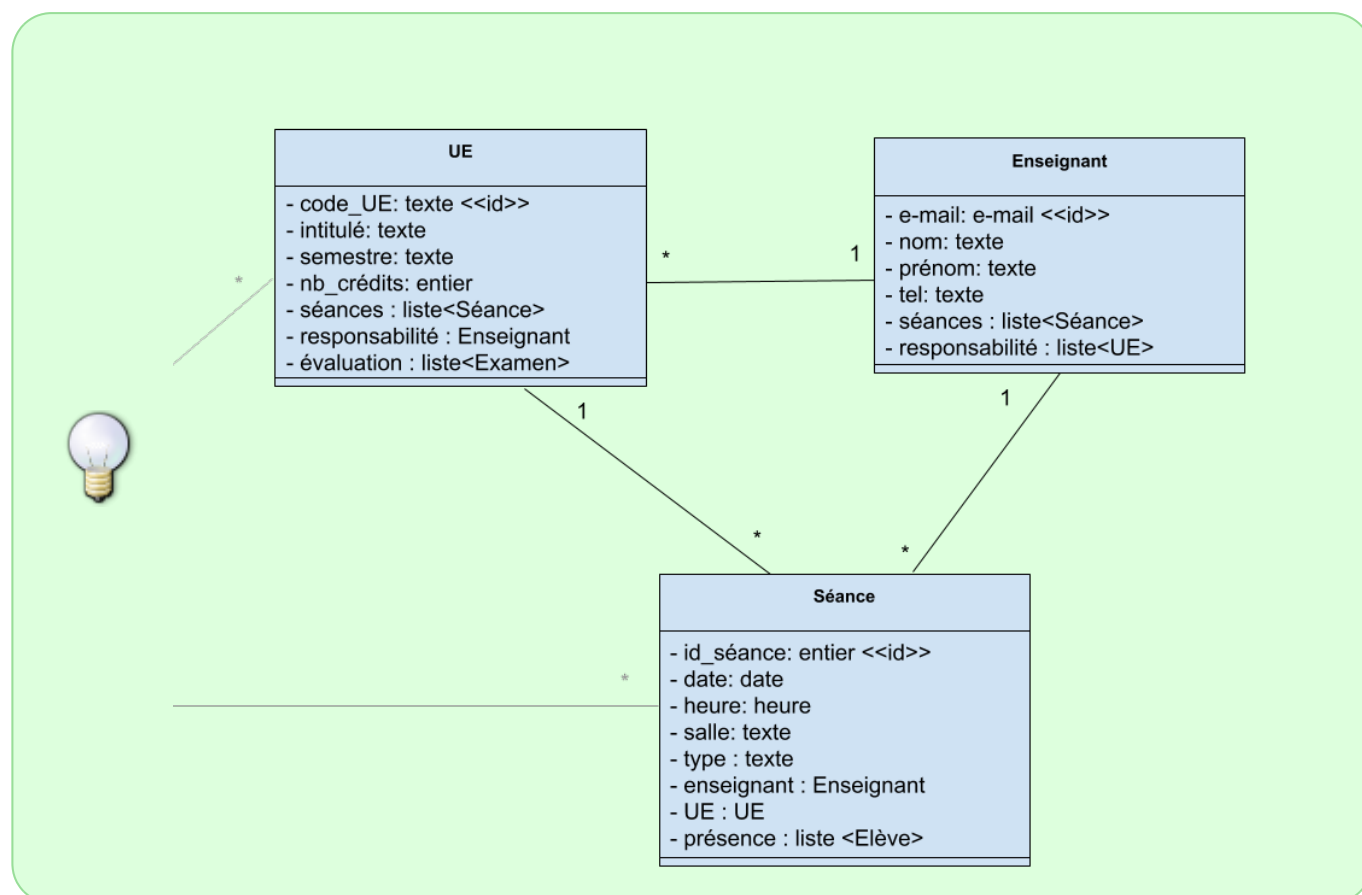 UE
- code_UE: texte <<id>>
- intitulé: texte
- semestre: texte
- nb_crédits: entier
- séances : liste<Séance>
- responsabilité : Enseignant
- évaluation : liste<Examen>
Enseignant
- e-mail: e-mail <<id>>
- nom: texte
- prénom: texte
- tel: texte
- séances : liste<Séance>
- responsabilité : liste<UE>
*
*
1
1
1
*
*
*
Séance
- id_séance: entier <<id>>
- date: date
- heure: heure
- salle: texte
- type : texte
- enseignant : Enseignant
- UE : UE
- présence : liste <Elève>